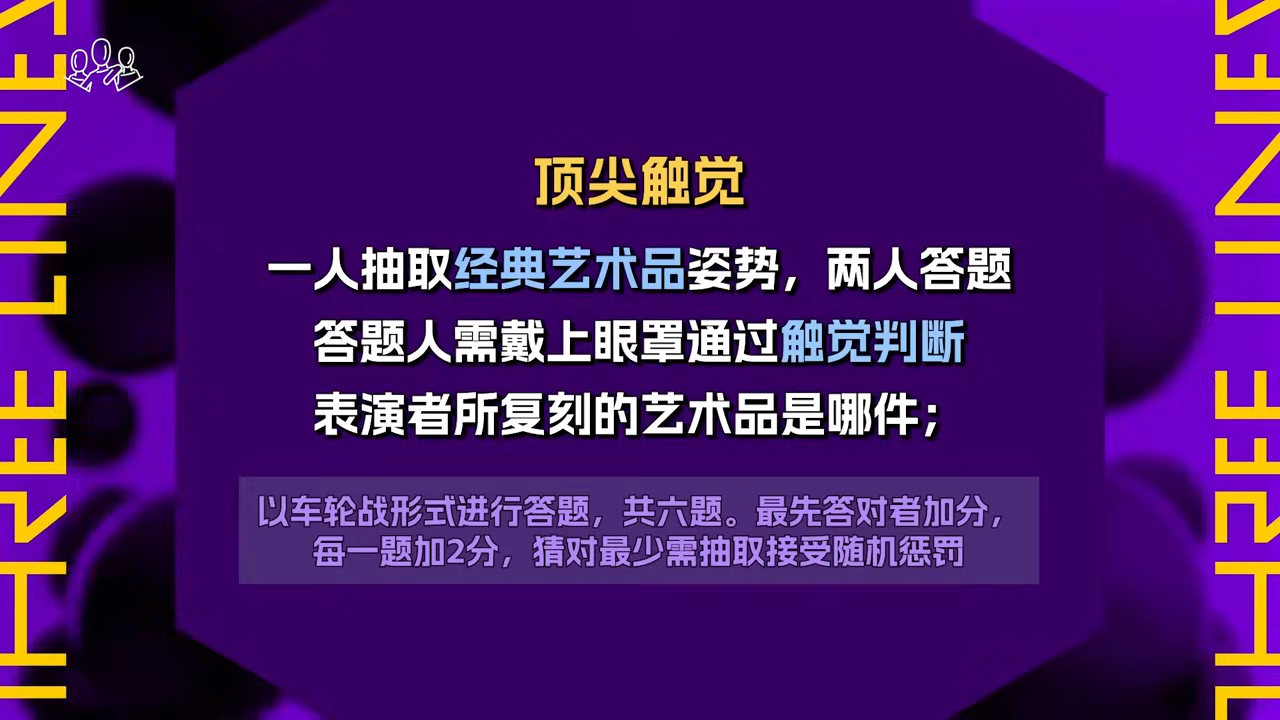 顶尖触觉
一人抽取经典艺术品姿势，两人答题
答题人需戴上眼罩通过触觉判断
表演者所复刻的艺术品是哪件；
以车轮战形式进行答题，共六题。最先答对者加分，
每一题加2分，猜对最少需抽取接受随机惩罚
THREE LINE
THREE LINE